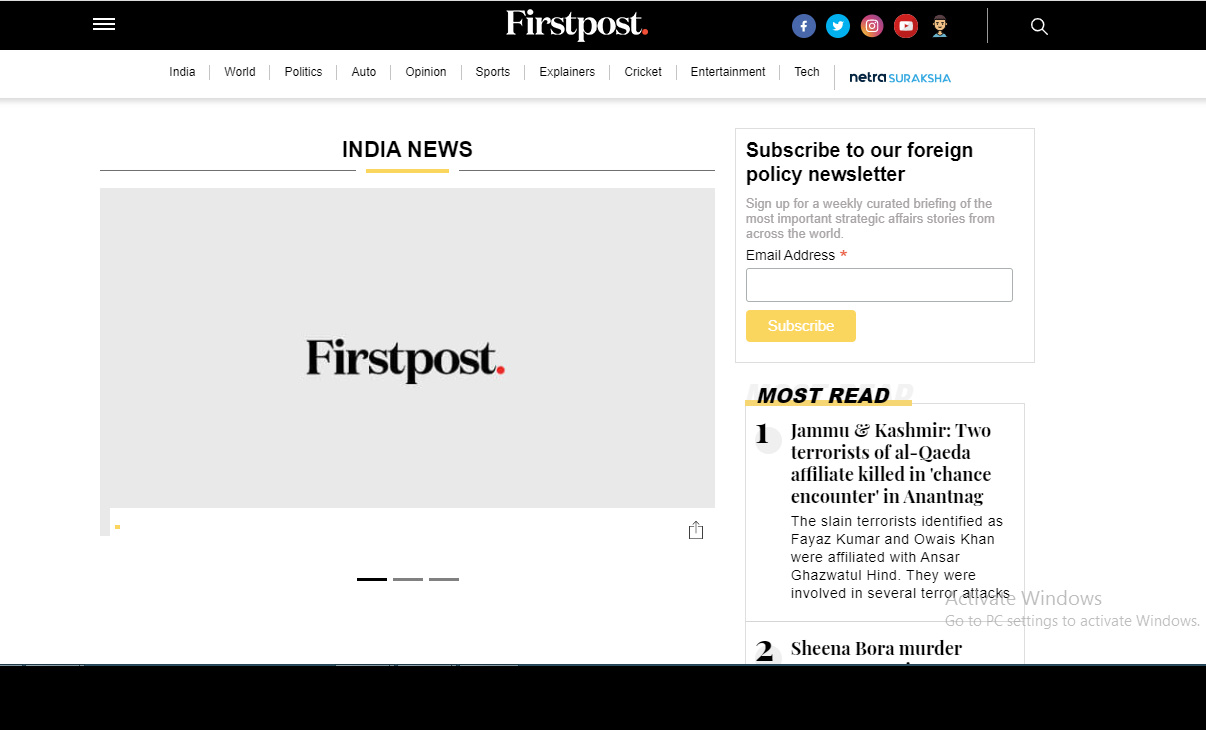 Firstpost.
India
World
Politics
Auto
Opinion
Sports
Explainers
Cricket
Entertainment
Tech
netra SURAKSHA
INDIA NEWS
Firstpost.
Subscribe to our foreign
policy newsletter
Sign up for a weekly curated briefing of the
most important strategic affairs stories from
across the world.
Email Address *
Subscribe
MOST READ
1
Jammu & Kashmir: Two
terrorists of al-Qaeda
affiliate killed in 'chance
encounter' in Anantnag
The slain terrorists identified as
Fayaz Kumar and Owais Khan
were affiliated with Ansar
Ghazwatul Hind. They were
involved in several terror attacks
Activate Windows
Go to PC settings to activate Windows.
2
Sheena Bora murder